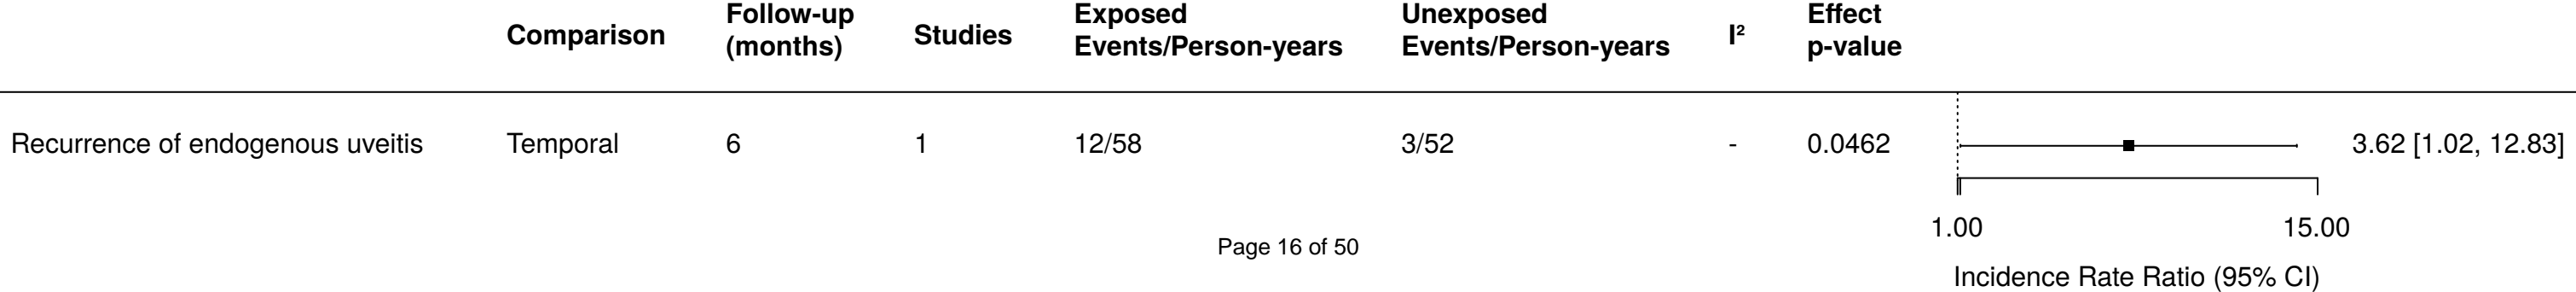 Comparison Follow-up (months) Studies Exposed Events/Person-years Unexposed Events/Person-years I² Effect p-value
Recurrence of endogenous uveitis Temporal 6 1 12/58 3/52 - 0.0462 3.62 [1.02, 12.83]
1.00 15.00
Page 16 of 50
Incidence Rate Ratio (95% CI)